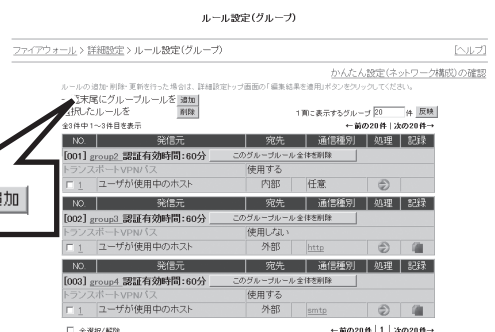 ルール設定(グループ)
ファイアウォール > 詳細設定 > ルール設定(グループ) [ヘルプ]
かんたん設定(ネットワーク構成)の確認
ルールの追加・削除・更新を行った場合は、詳細設定トップ画面の「編集結果を適用」ボタンをクリックしてください。
末尾にグループルールを 追加
択したルールを 削除 1頁に表示するグループ 20 件 反映
全3件中1～3件目を表示 ←前の20件 | 次の20件→
NO. 発信元 宛先 通信種別 処理 記録
[001] group2 認証有効時間:60分 このグループルール全体を削除
トランスポートVPNパス 使用する
1 ユーザが使用中のホスト 内部 任意
追加
NO. 発信元 宛先 通信種別 処理 記録
[002] group3 認証有効時間:60分 このグループルール全体を削除
トランスポートVPNパス 使用しない
1 ユーザが使用中のホスト 外部 http
NO. 発信元 宛先 通信種別 処理 記録
[003] group4 認証有効時間:60分 このグループルール全体を削除
トランスポートVPNパス 使用する
1 ユーザが使用中のホスト 外部 smtp
全選択/解除 ←前の20件 | 1 | 次の20件→